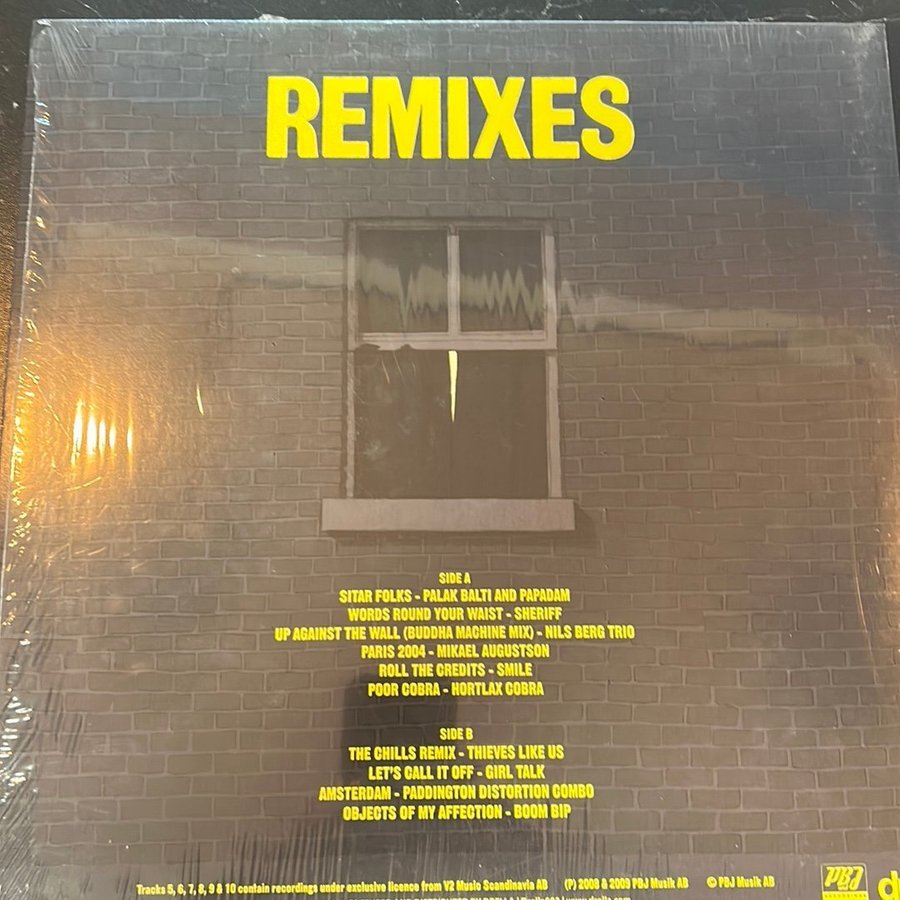 REMIXES
SIDE A
SITAR FOLKS - PALAK BALTI AND PAPADAM
WORDS ROUND YOUR WAIST - SHERIFF
UP AGAINST THE WALL (BUDDHA MACHINE MIX) - NILS BERG TRIO
PARIS 2004 - MIKAEL AUGUSTSON
ROLL THE CREDITS - SMILE
POOR COBRA - HORTLAX COBRA
SIDE B
THE CHILLS REMIX - THIEVES LIKE US
LET'S CALL IT OFF - GIRL TALK
AMSTERDAM - PADDINGTON DISTORTION COMBO
OBJECTS OF MY AFFECTION - BOOM BIP
Tracks 5, 6, 7, 8, 9 & 10 contain recordings under exclusive licence from V2 Music Scandinavia AB (P) 2008 & 2009 PBJ Musik AB © PBJ Musik AB
PBJ